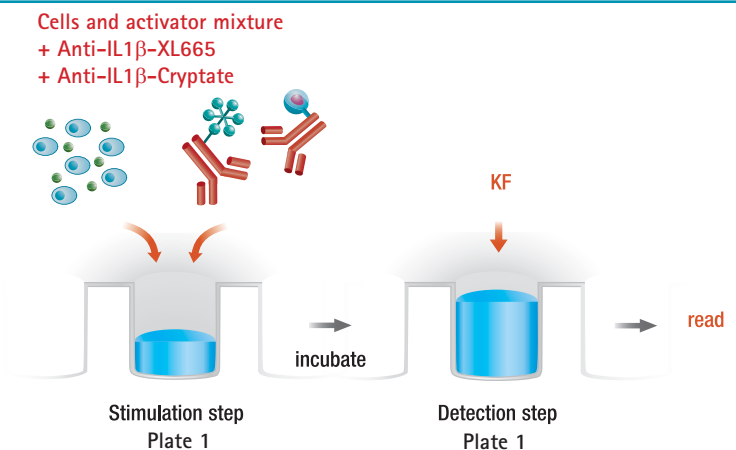 Cells and activator mixture
+ Anti-IL1β-XL665
+ Anti-IL1β-Cryptate
KF
incubate
read
Stimulation step
Plate 1
Detection step
Plate 1